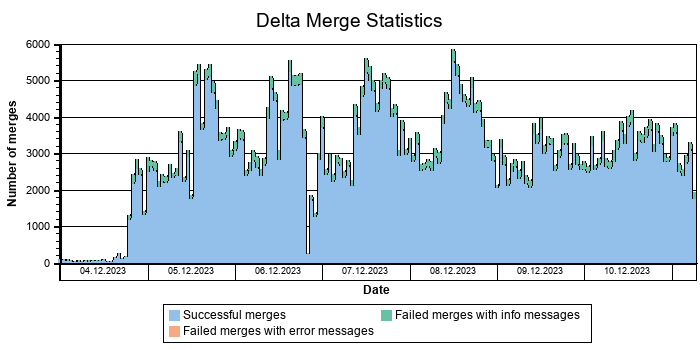 Delta Merge Statistics
6000
5000
4000
3000
2000
1000
0
Number of merges
04.12.2023 05.12.2023 06.12.2023 07.12.2023 08.12.2023 09.12.2023 10.12.2023
Date
Successful merges Failed merges with info messages
Failed merges with error messages